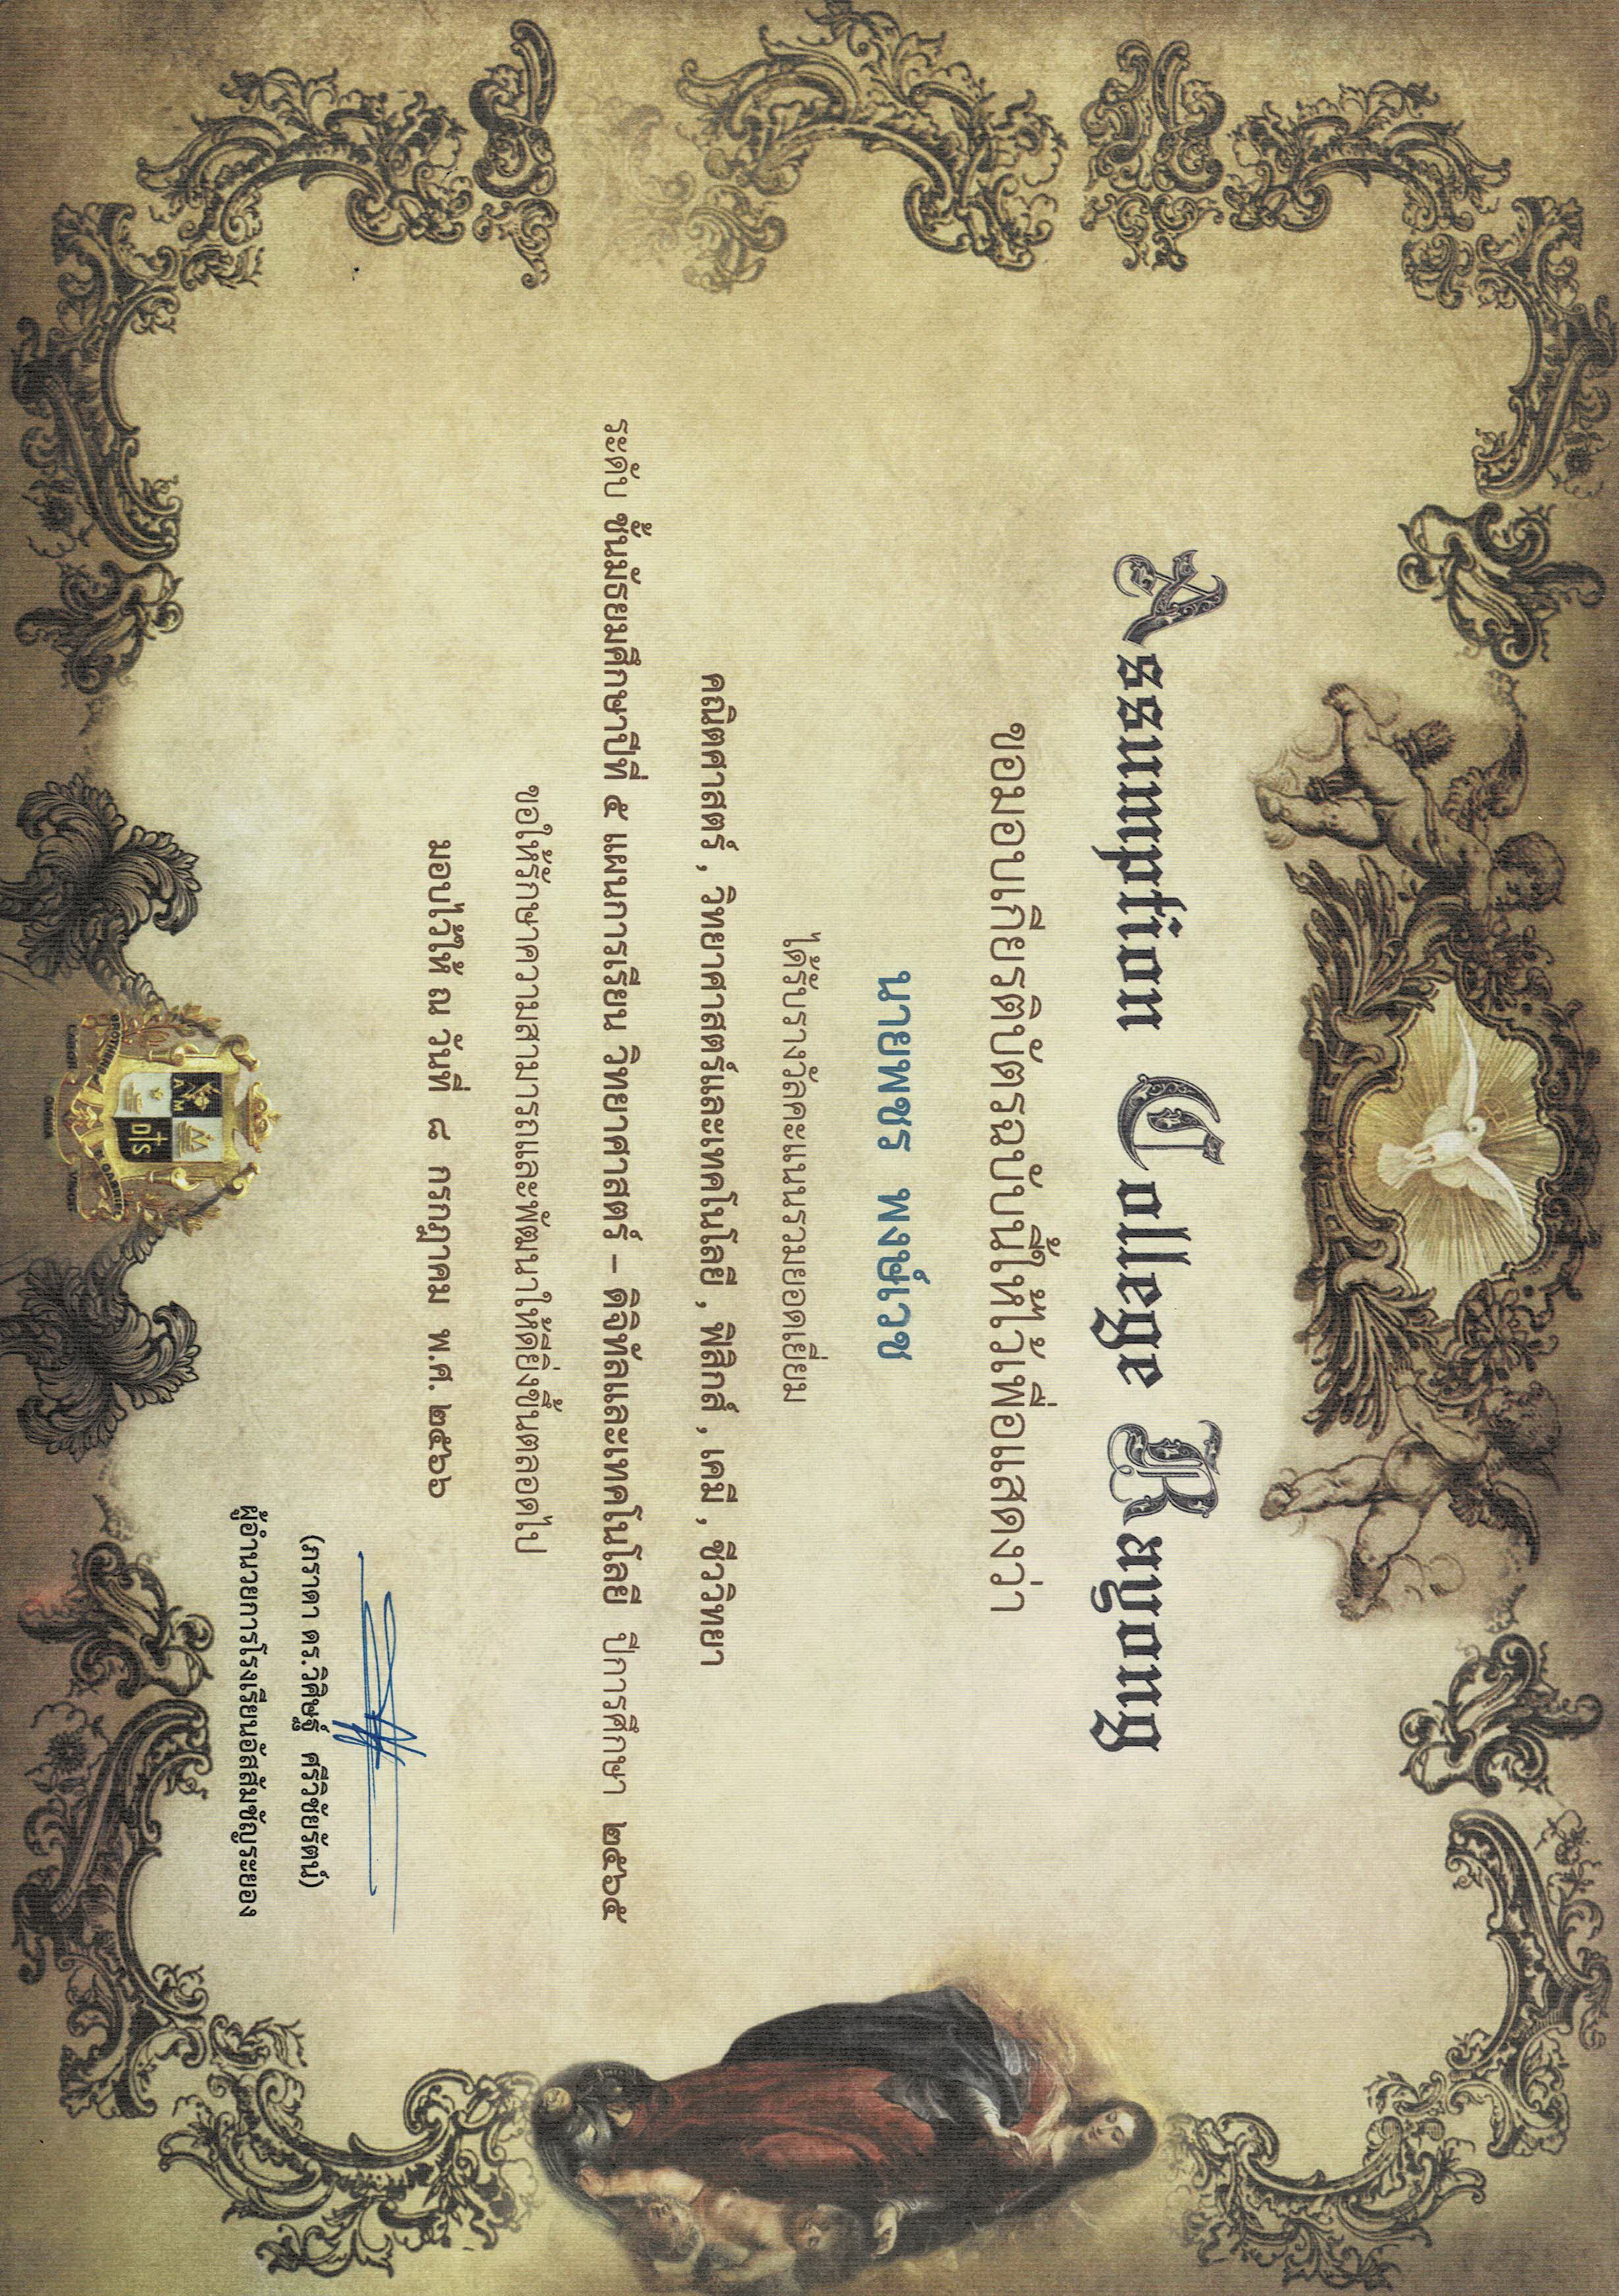 Assumption College Rayong
ขอมอบเกียรติบัตรฉบับนี้ให้ไว้เพื่อแสดงว่า
นายพชร พงษ์เวช
ได้รับรางวัลคะแนนรวมยอดเยี่ยม
คณิตศาสตร์ , วิทยาศาสตร์และเทคโนโลยี , ฟิสิกส์ , เคมี , ชีววิทยา
ระดับ ชั้นมัธยมศึกษาปีที่ ๕ แผนการเรียน วิทยาศาสตร์ – ดิจิทัลและเทคโนโลยี ปีการศึกษา ๒๕๖๕
ขอให้รักษาความสามารถและพัฒนาให้ดียิ่งขึ้นตลอดไป
มอบไว้ให้ ณ วันที่ ๘ กรกฎาคม พ.ศ. ๒๕๖๖
(ภราดา ดร.วิศิษฐ์ ศรีวิชัยรัตน์)
ผู้อำนวยการโรงเรียนอัสสัมชัญระยอง
A M
D S
BROTHERS OF ST GABRIEL
LABOR OMNIA VINCIT